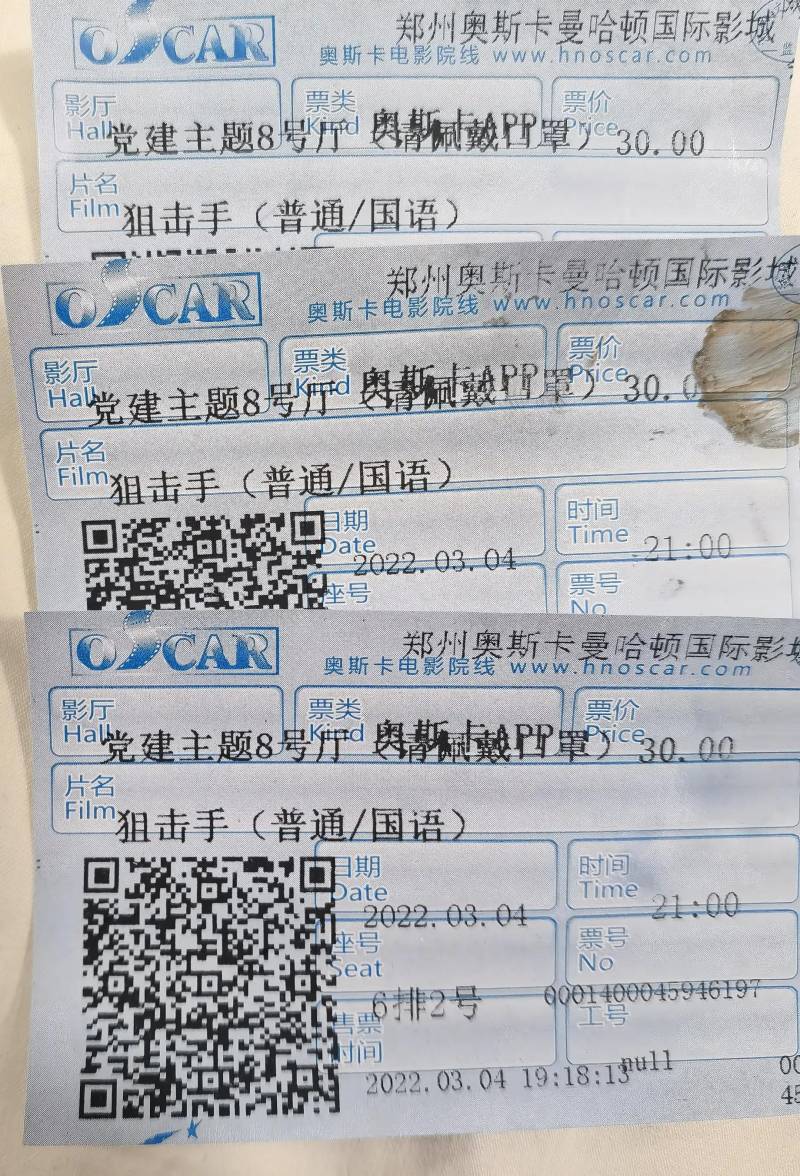 OSCAR 郑州奥斯卡曼哈顿国际影城
奥斯卡电影院线 www.hnoscar.com
影厅 票类 票价
Hall Kind Price
党建主题8号厅（请佩戴口罩） 奥斯卡APP 30.00
片名
Film
狙击手（普通/国语）
OSCAR 郑州奥斯卡曼哈顿国际影城
奥斯卡电影院线 www.hnoscar.com
影厅 票类 票价
Hall Kind Price
党建主题8号厅（请佩戴口罩） 奥斯卡APP 30.0
片名
Film
狙击手（普通/国语）
日期 时间
Date Time
2022.03.04 21:00
座号 票号
No
OSCAR 郑州奥斯卡曼哈顿国际影城
奥斯卡电影院线 www.hnoscar.com
影厅 票类 票价
Hall Kind Price
党建主题8号厅（请佩戴口罩） 奥斯卡APP 30.00
片名
Film
狙击手（普通/国语）
日期 时间
Date Time
2022.03.04 21:00
座号 票号
Seat No
6排2号 0001400045946197
售票 工号
时间
2022.03.04 19:18:13 null
00
45